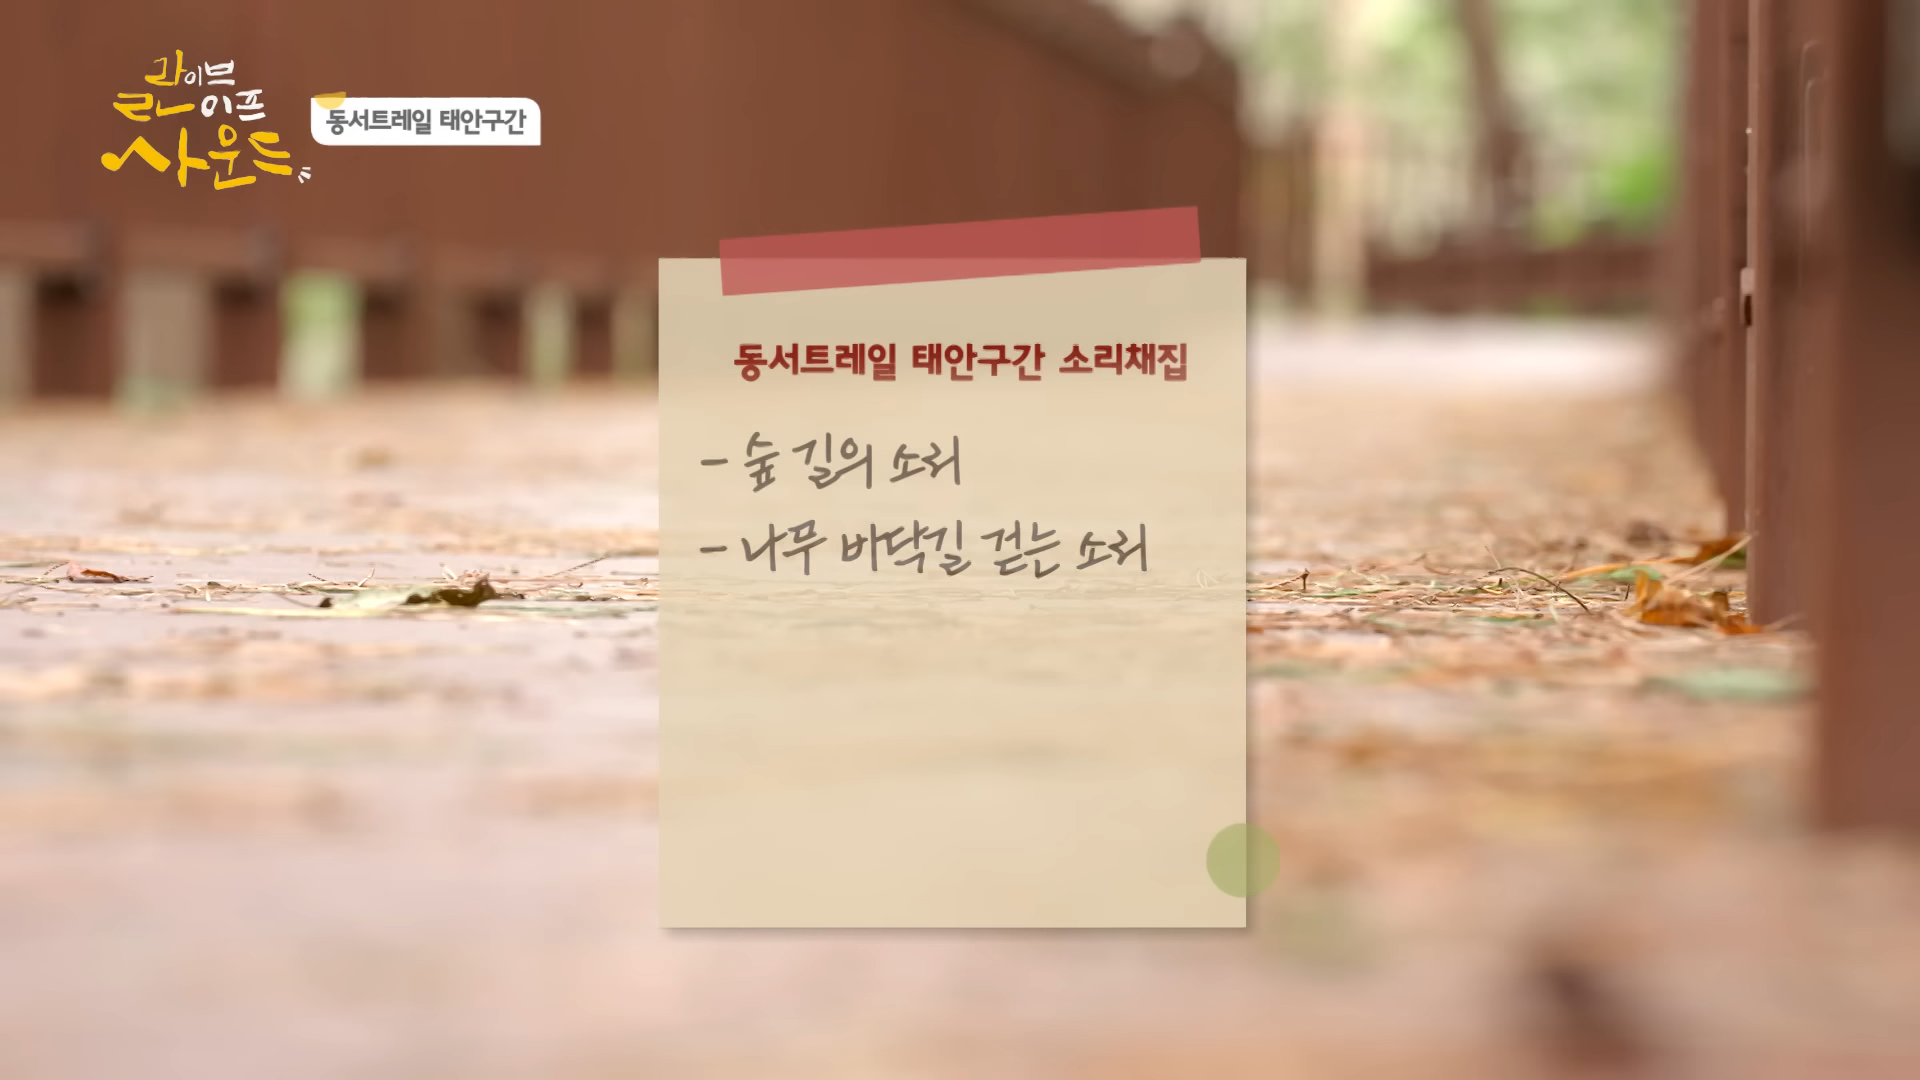 라이브
라이프
사운드
동서트레일 태안구간
동서트레일 태안구간 소리채집
- 숲 길의 소리
- 나무 바닥길 걷는 소리